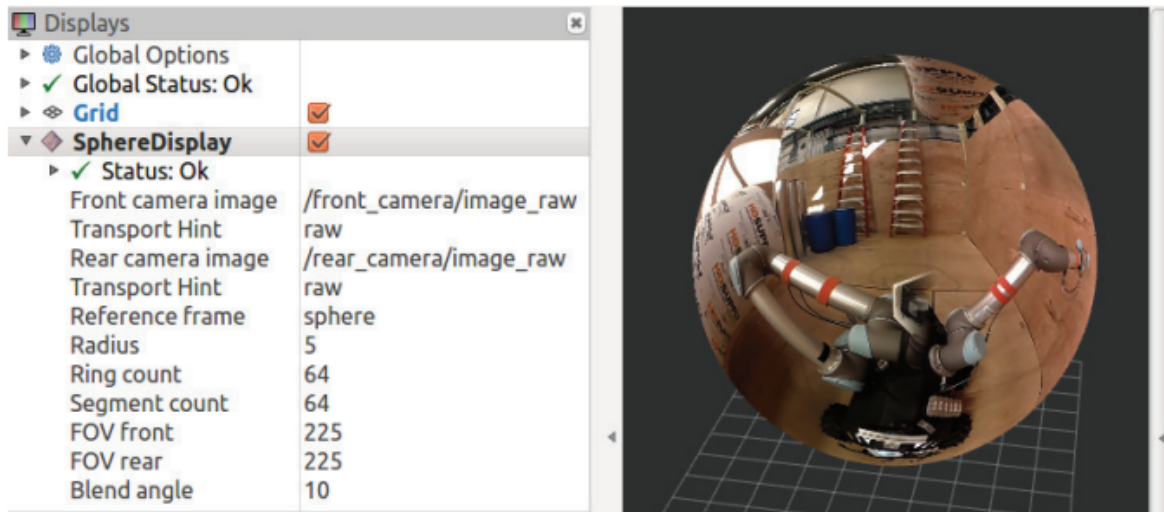 Displays
Global Options
Global Status: Ok
Grid
SphereDisplay
Status: Ok
Front camera image /front_camera/image_raw
Transport Hint raw
Rear camera image /rear_camera/image_raw
Transport Hint raw
Reference frame sphere
Radius 5
Ring count 64
Segment count 64
FOV front 225
FOV rear 225
Blend angle 10